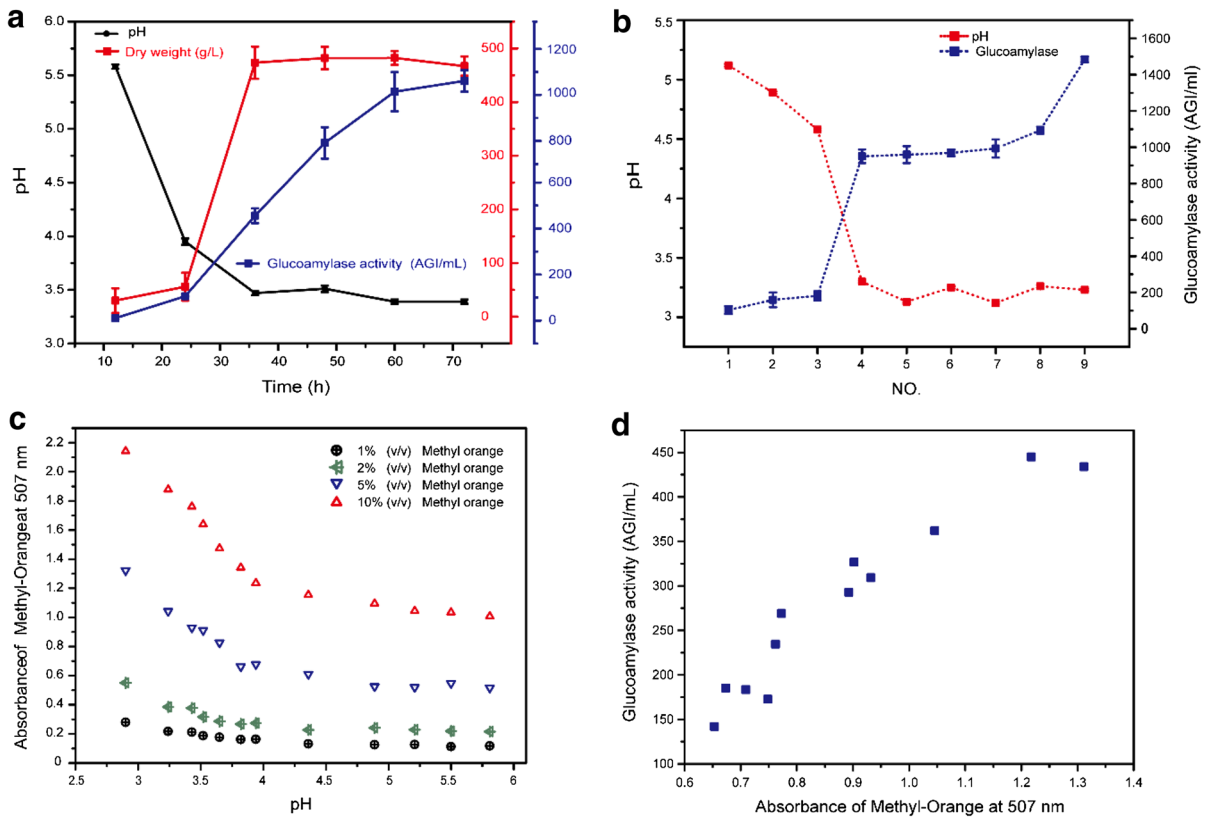 a
6.0
5.5
5.0
4.5
4.0
3.5
3.0
pH
pH
Dry weight (g/L)
Glucoamylase activity (AGI/mL)
500
400
300
200
100
50
0
1200
1000
800
600
400
200
100
0
10 20 30 40 50 60 70
Time (h)
b
5.5
5
4.5
4
3.5
3
pH
pH
Glucoamylase
1600
1400
1200
1000
800
600
400
200
100
0
Glucoamylase activity (AGI/ml)
1 2 3 4 5 6 7 8 9
NO.
c
2.2
2.0
1.8
1.6
1.4
1.2
1.0
0.8
0.6
0.4
0.2
0
Absorbanceof Methyl-Orangeat 507 nm
1% (v/v) Methyl orange
2% (v/v) Methyl orange
5% (v/v) Methyl orange
10% (v/v) Methyl orange
2.5 3 3.5 4 4.5 5 5.5 6
pH
d
450
400
350
300
250
200
150
100
Glucoamylase activity (AGI/mL)
0.6 0.7 0.8 0.9 1.0 1.1 1.2 1.3 1.4
Absorbance of Methyl-Orange at 507 nm